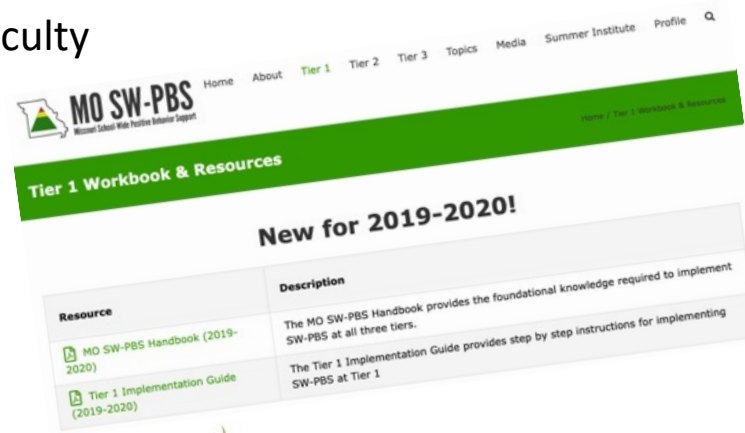 culty
MO SW-PBS
Missouri School-Wide Positive Behavior Support
Home About Tier 1 Tier 2 Tier 3 Topics Media Summer Institute Profile
Tier 1 Workbook & Resources
Home / Tier 1 Workbook & Resources
New for 2019-2020!
Resource Description
MO SW-PBS Handbook (2019-
2020)
The MO SW-PBS Handbook provides the foundational knowledge required to implement
SW-PBS at all three tiers.
Tier 1 Implementation Guide
(2019-2020)
The Tier 1 Implementation Guide provides step by step instructions for implementing
SW-PBS at Tier 1